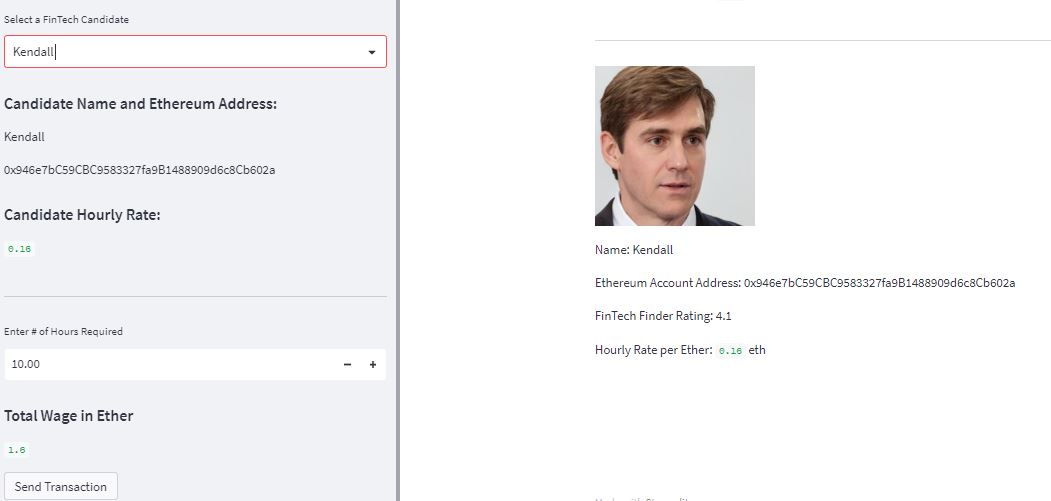 Select a FinTech Candidate
Kendall
Candidate Name and Ethereum Address:
Kendall
0x946e7bC59CBC9583327fa9B1488909d6c8Cb602a
Candidate Hourly Rate:
0.16
Enter # of Hours Required
10.00
Total Wage in Ether
1.6
Send Transaction
Name: Kendall
Ethereum Account Address: 0x946e7bC59CBC9583327fa9B1488909d6c8Cb602a
FinTech Finder Rating: 4.1
Hourly Rate per Ether: 0.16 eth